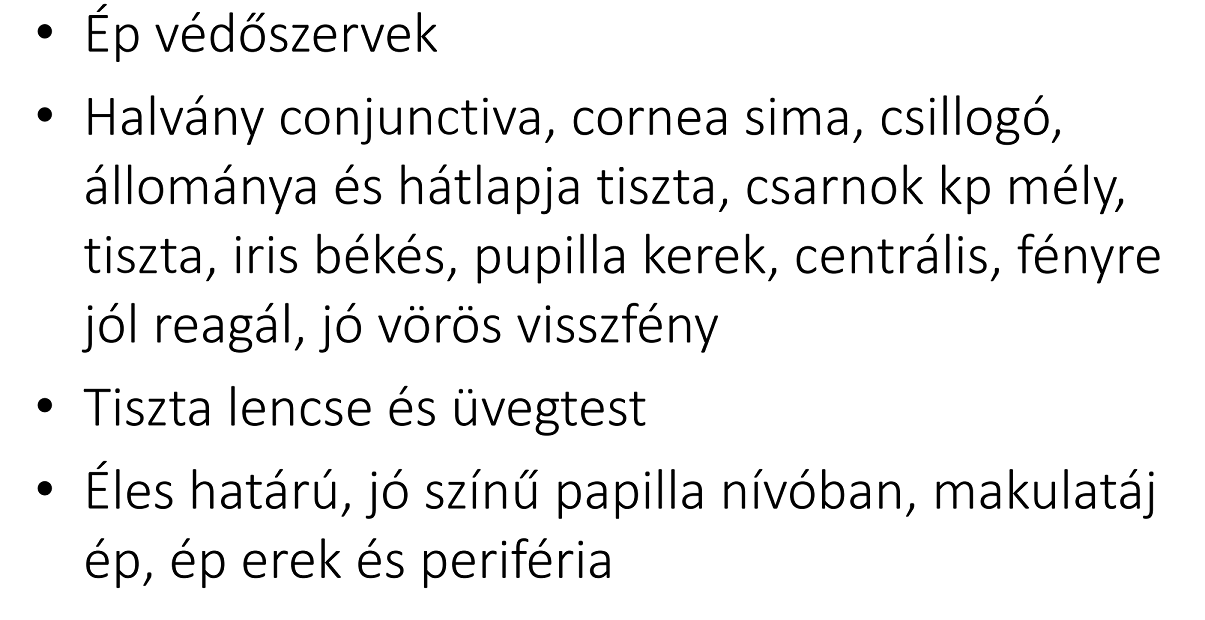 • Ép védőszervek
• Halvány conjunctiva, cornea sima, csillogó,
állománya és hátlapja tiszta, csarnok kp mély,
tiszta, iris békés, pupilla kerek, centrális, fényre
jól reagál, jó vörös visszfény
• Tiszta lencse és üvegtest
• Éles határú, jó színű papilla nívóban, makulatáj
ép, ép erek és periféria